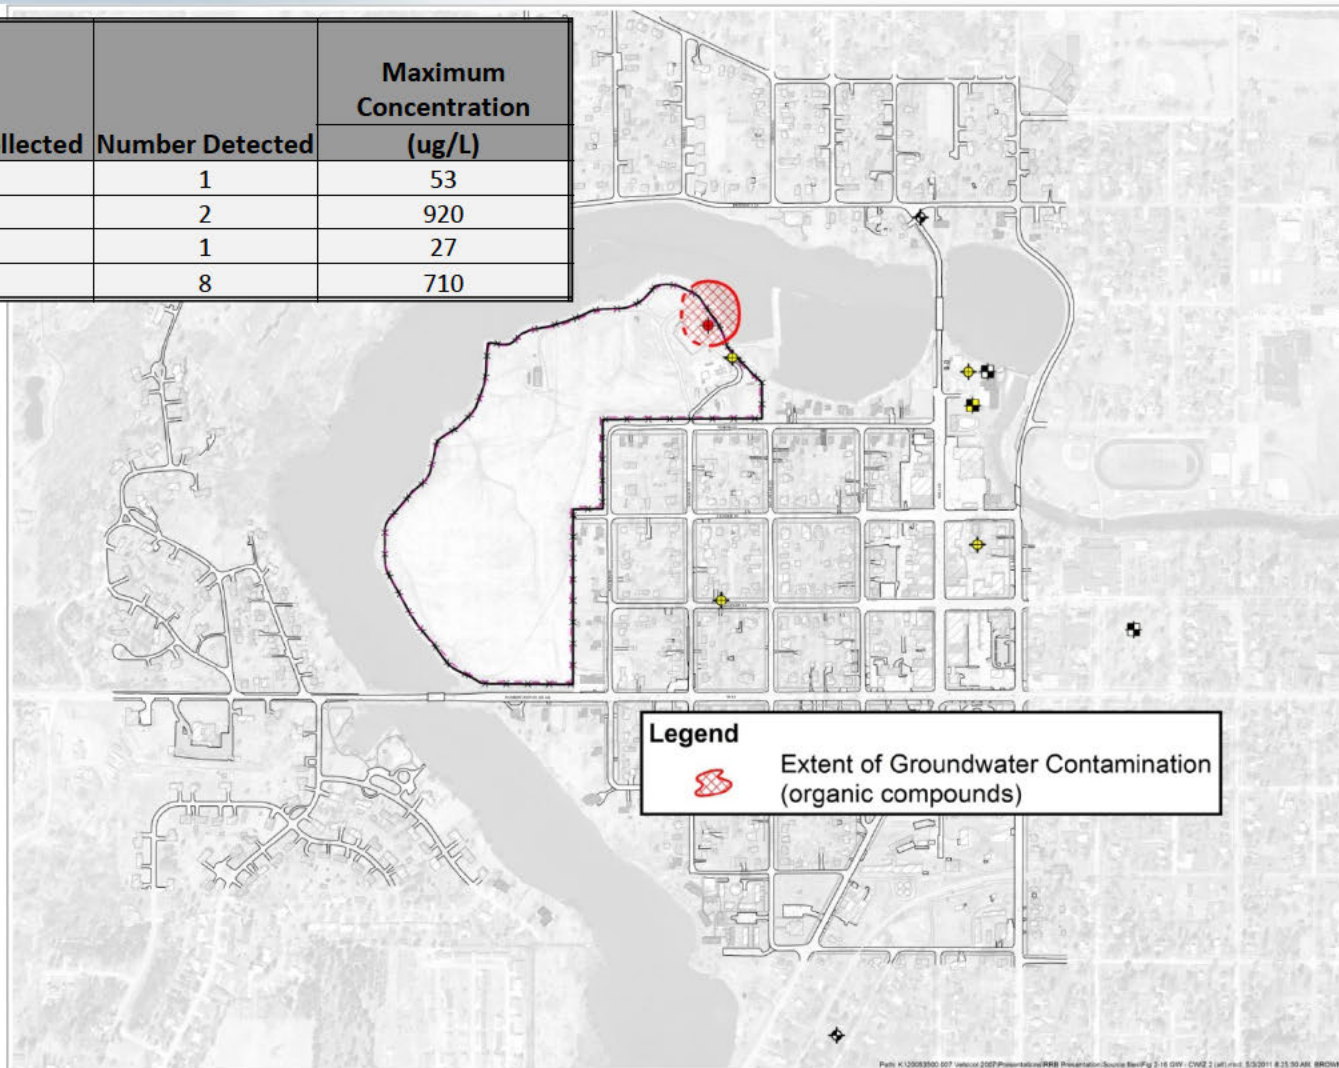 Maximum
Concentration
llected Number Detected (ug/L)
1 53
2 920
1 27
8 710
Legend
Extent of Groundwater Contamination
(organic compounds)